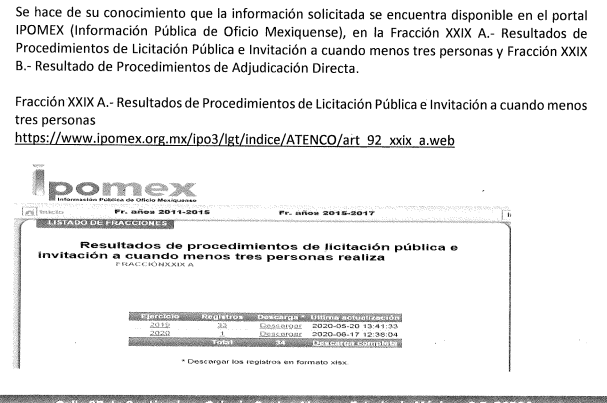 Se hace de su conocimiento que la información solicitada se encuentra disponible en el portal
IPOMEX (Información Pública de Oficio Mexiquense), en la Fracción XXIX A.- Resultados de
Procedimientos de Licitación Pública e Invitación a cuando menos tres personas y Fracción XXIX
B.- Resultado de Procedimientos de Adjudicación Directa.
Fracción XXIX A.- Resultados de Procedimientos de Licitación Pública e Invitación a cuando menos
tres personas
https://www.ipomex.org.mx/ipo3/lgt/indice/ATENCO/art_92_xxix_a.web
ipomex
Información Pública de Oficio Mexiquense
Inicio Fr. años 2011-2015 Fr. años 2015-2017
LISTADO DE FRACCIONES
Resultados de procedimientos de licitación pública e
invitación a cuando menos tres personas realiza
FRACCIÓN XXIX A
Ejercicio Registros Descarga * Última actualización
2019 33 Descargar 2020-05-20 13:41:33
2020 1 Descargar 2020-06-17 12:38:04
Total 34 Descarga completa
* Descargar los registros en formato xlsx.